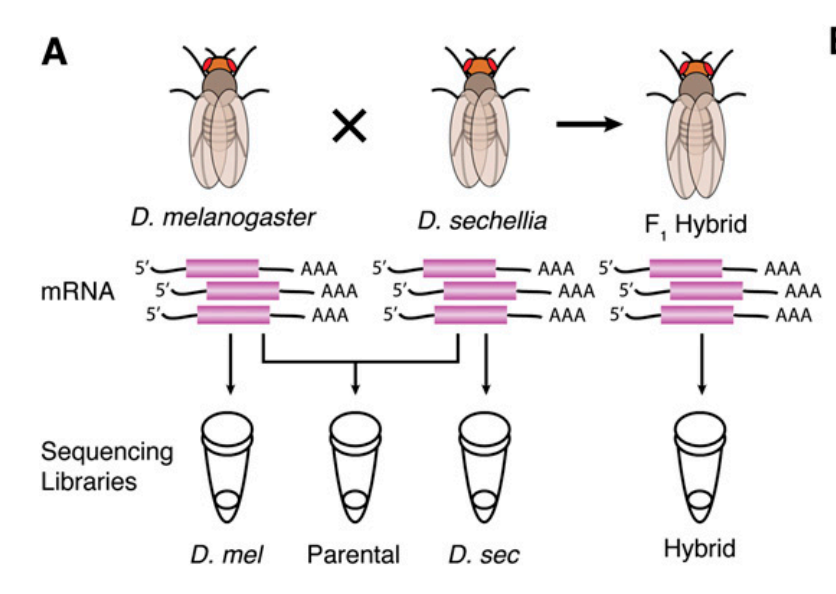 A
D. melanogaster
D. sechellia
F1 Hybrid
mRNA
5’ AAA 5’ AAA 5’ AAA
5’ AAA 5’ AAA 5’ AAA
5’ AAA 5’ AAA 5’ AAA
Sequencing
Libraries
D. mel Parental D. sec Hybrid